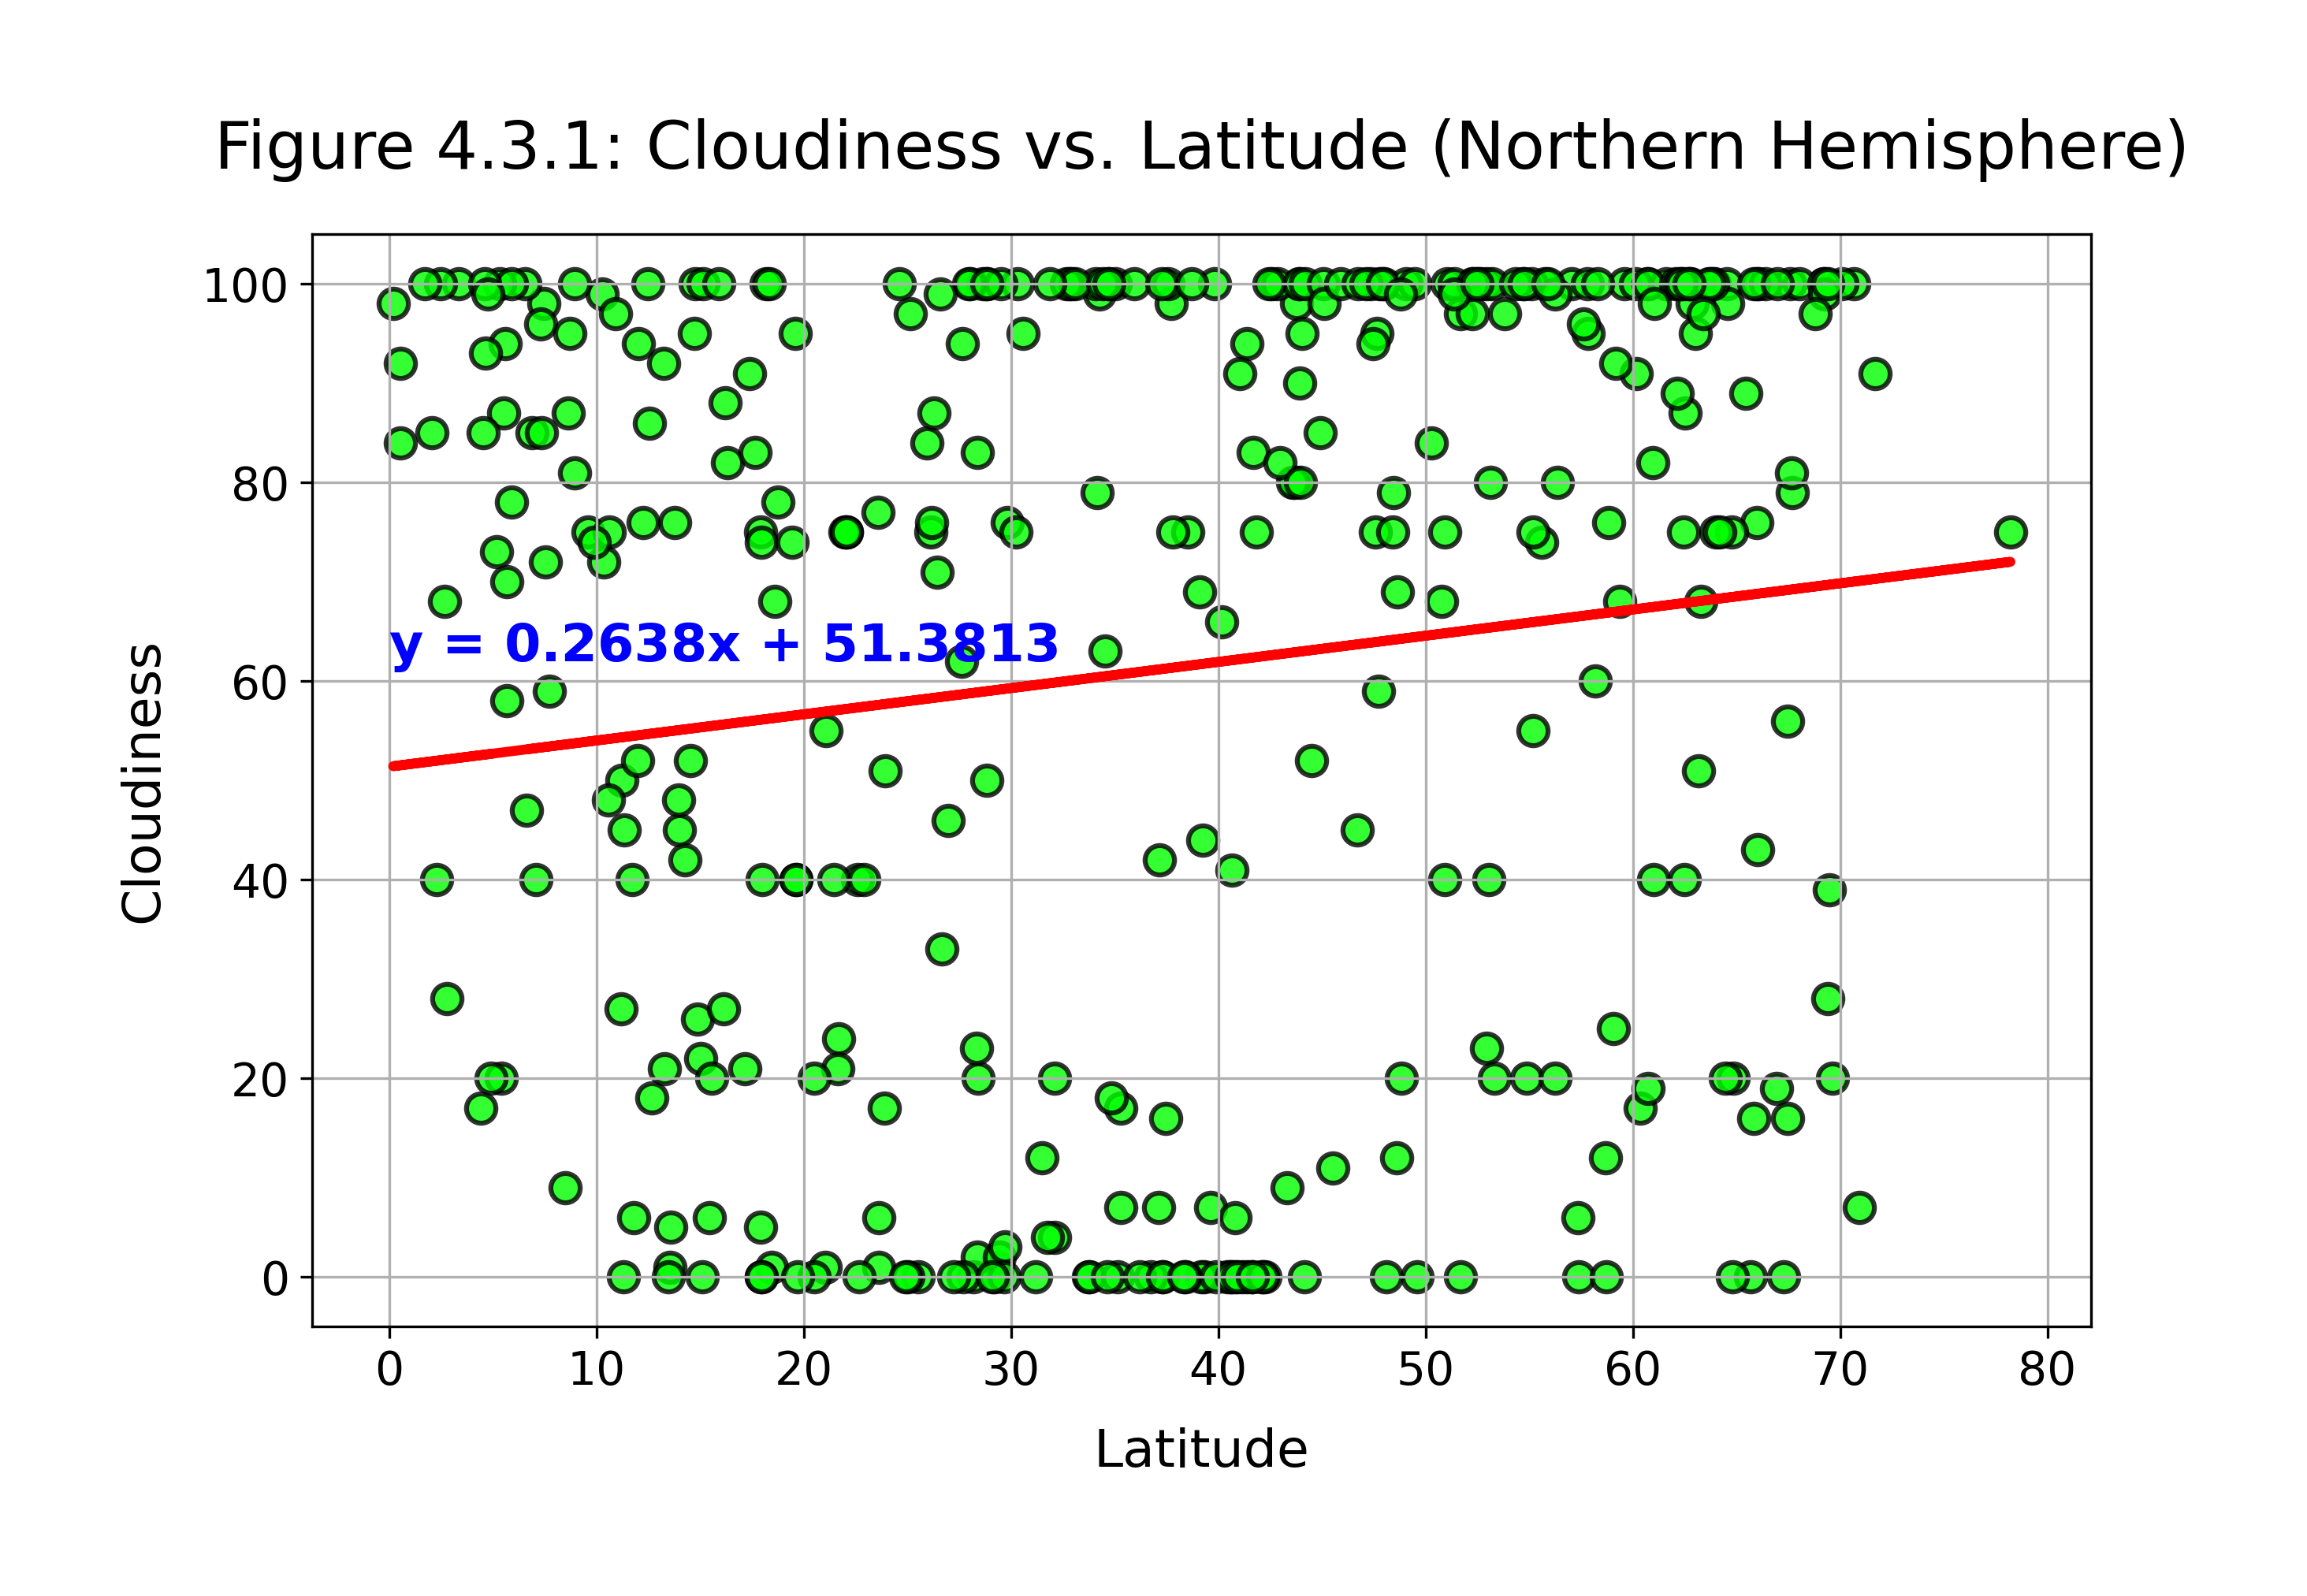 Figure 4.3.1: Cloudiness vs. Latitude (Northern Hemisphere)
100
80
60
40
20
0
Cloudiness
y = 0.2638x + 51.3813
0 10 20 30 40 50 60 70 80
Latitude